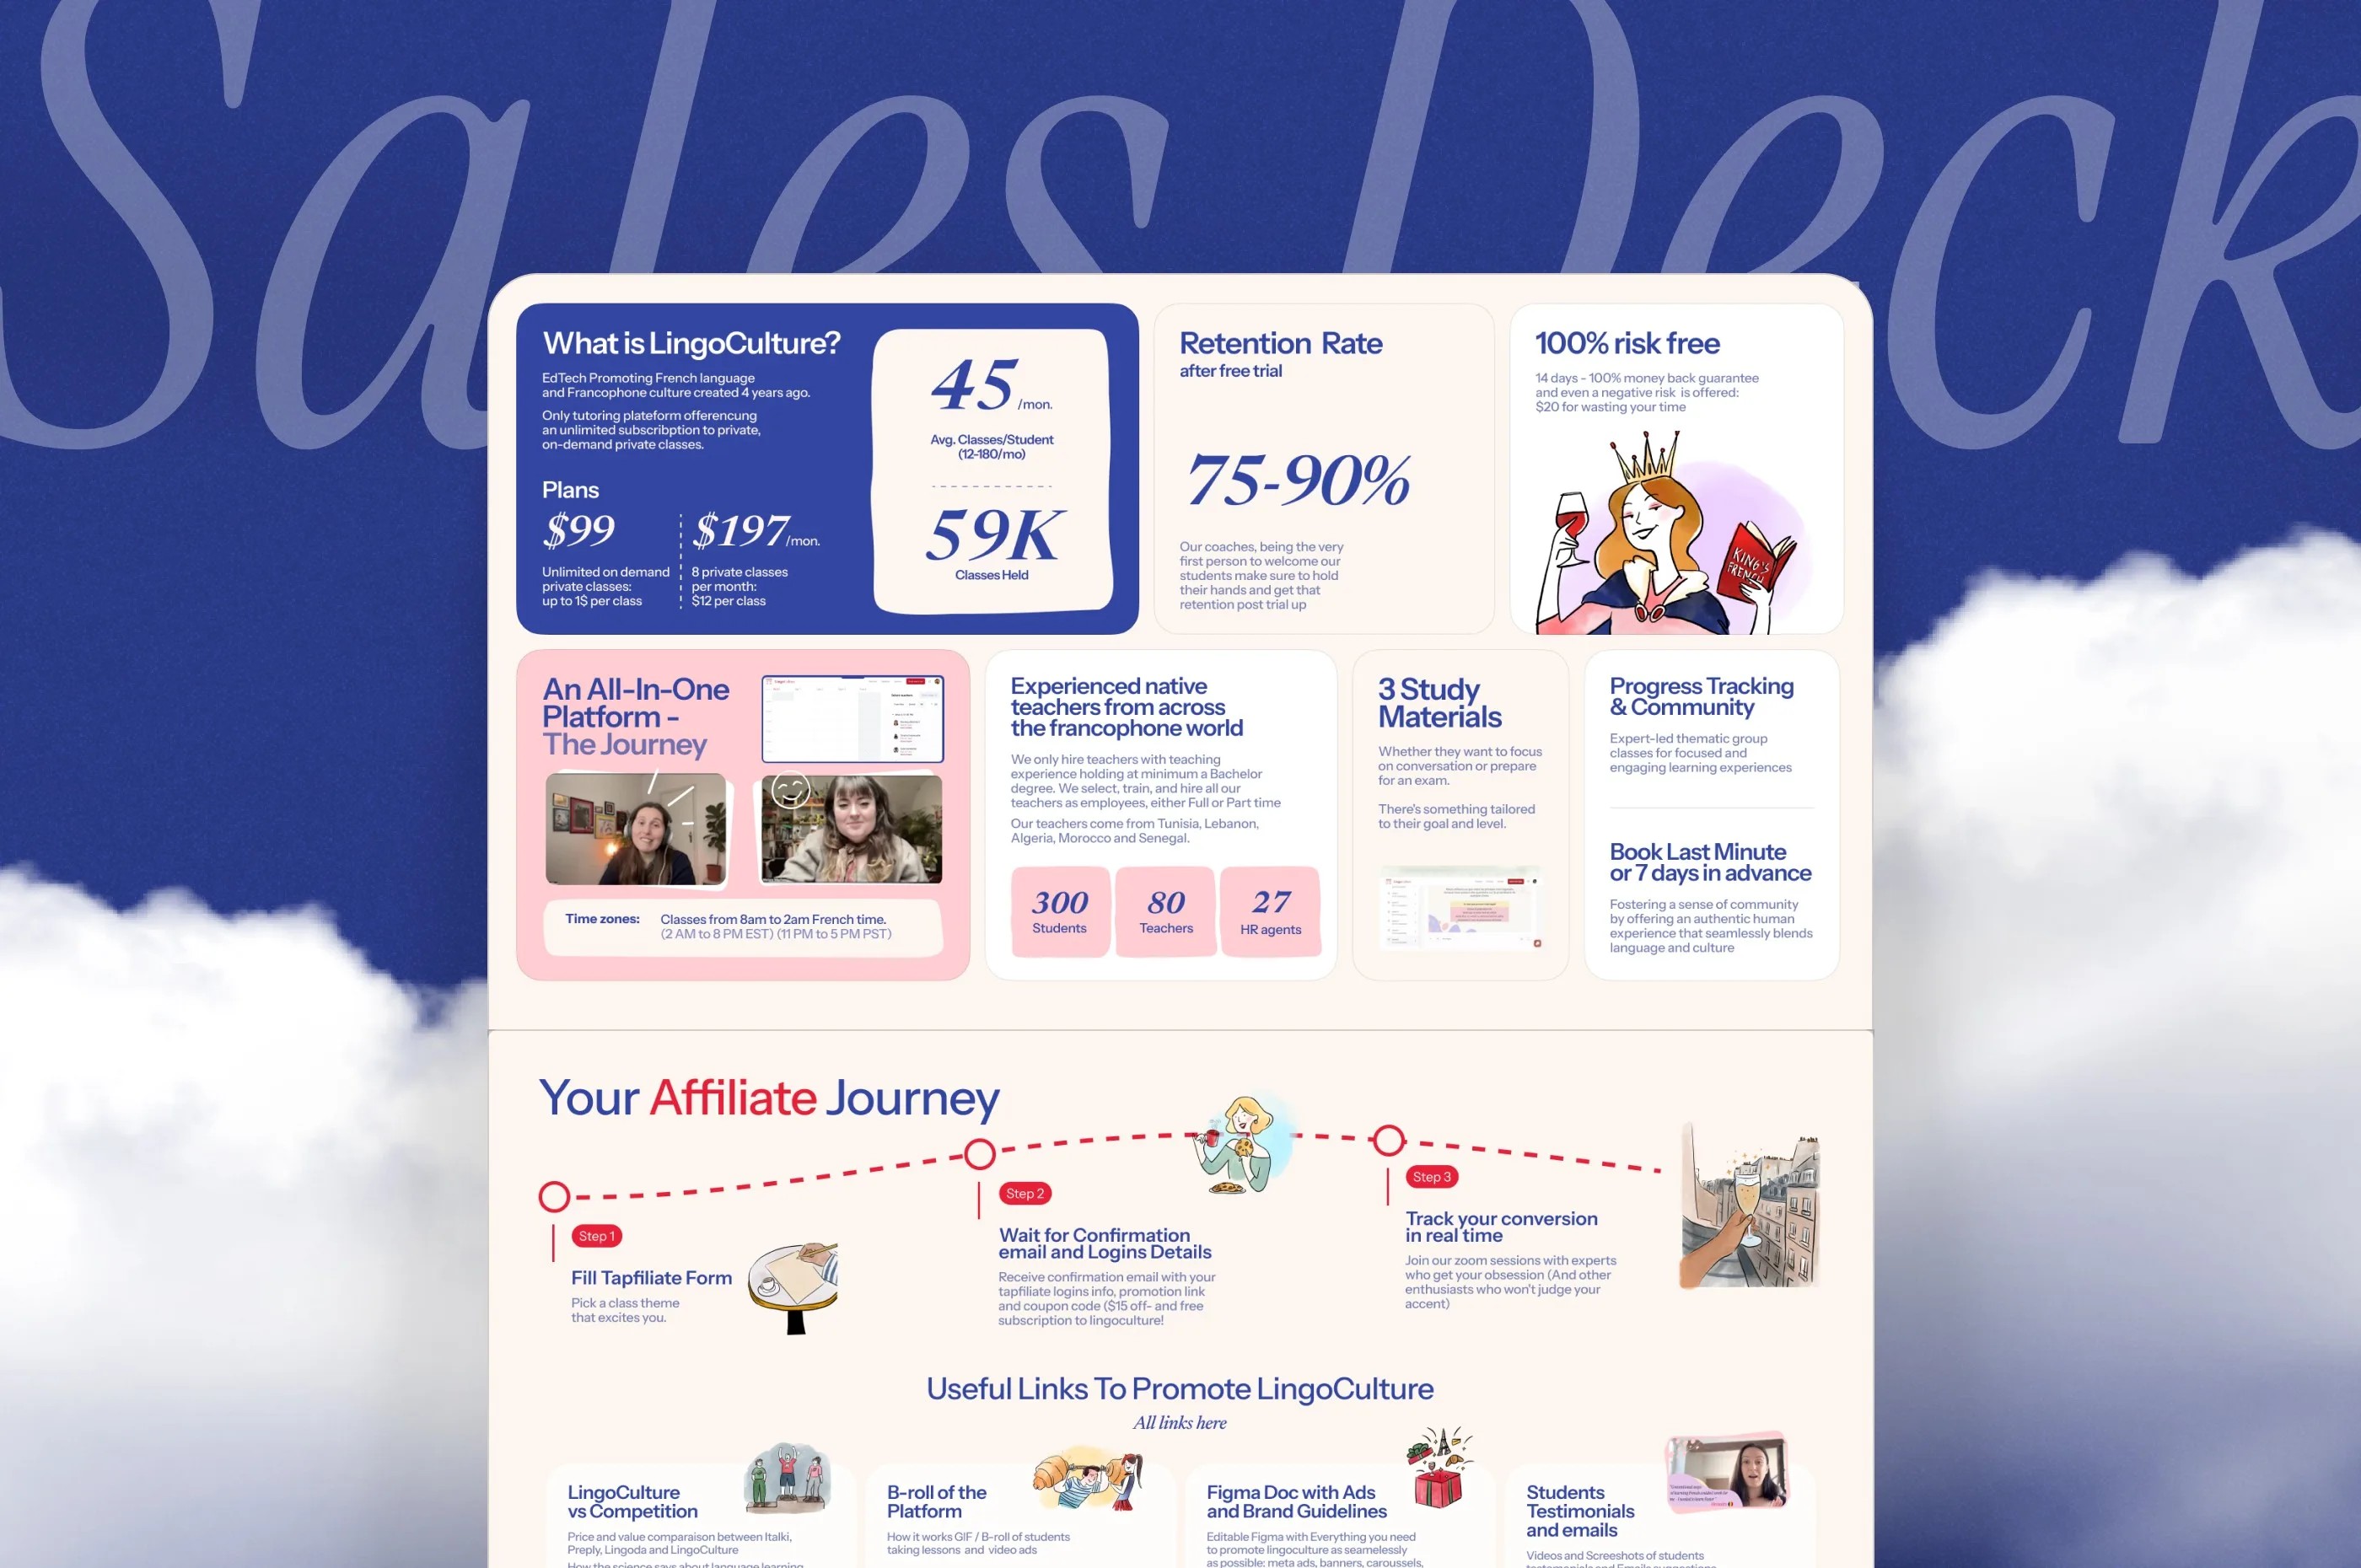 Sales Deck
What is LingoCulture?
EdTech Promoting French language
and Francophone culture created 4 years ago.
Only tutoring plateform offerencung
an unlimited subscribption to private,
on-demand private classes.
Plans
$99
Unlimited on demand
private classes:
up to 1$ per class
$197/mon.
8 private classes
per month:
$12 per class
45/mon.
Avg. Classes/Student
(12-180/mo)
59K
Classes Held
Retention Rate
after free trial
75-90%
Our coaches, being the very
first person to welcome our
students make sure to hold
their hands and get that
retention post trial up
100% risk free
14 days - 100% money back guarantee
and even a negative risk is offered:
$20 for wasting your time
KING'S
FRENCH
An All-In-One
Platform -
The Journey
Time zones:
Classes from 8am to 2am French time.
(2 AM to 8 PM EST) (11 PM to 5 PM PST)
Experienced native
teachers from across
the francophone world
We only hire teachers with teaching
experience holding at minimum a Bachelor
degree. We select, train, and hire all our
teachers as employees, either Full or Part time
Our teachers come from Tunisia, Lebanon,
Algeria, Morocco and Senegal.
300
Students
80
Teachers
27
HR agents
3 Study
Materials
Whether they want to focus
on conversation or prepare
for an exam.
There's something tailored
to their goal and level.
Progress Tracking
& Community
Expert-led thematic group
classes for focused and
engaging learning experiences
Book Last Minute
or 7 days in advance
Fostering a sense of community
by offering an authentic human
experience that seamlessly blends
language and culture
Your Affiliate Journey
Step 1
Fill Tapfiliate Form
Pick a class theme
that excites you.
Step 2
Wait for Confirmation
email and Logins Details
Receive confirmation email with your
tapfiliate logins info, promotion link
and coupon code ($15 off- and free
subscription to lingoculture!
Step 3
Track your conversion
in real time
Join our zoom sessions with experts
who get your obsession (And other
enthusiasts who won't judge your
accent)
Useful Links To Promote LingoCulture
All links here
LingoCulture
vs Competition
Price and value comparaison between Italki,
Preply, Lingoda and LingoCulture
How the science says about language learning
B-roll of the
Platform
How it works GIF / B-roll of students
taking lessons and video ads
Figma Doc with Ads
and Brand Guidelines
Editable Figma with Everything you need
to promote lingoculture as seamelessly
as possible: meta ads, banners, caroussels,
Students
Testimonials
and emails
Videos and Screeshots of students